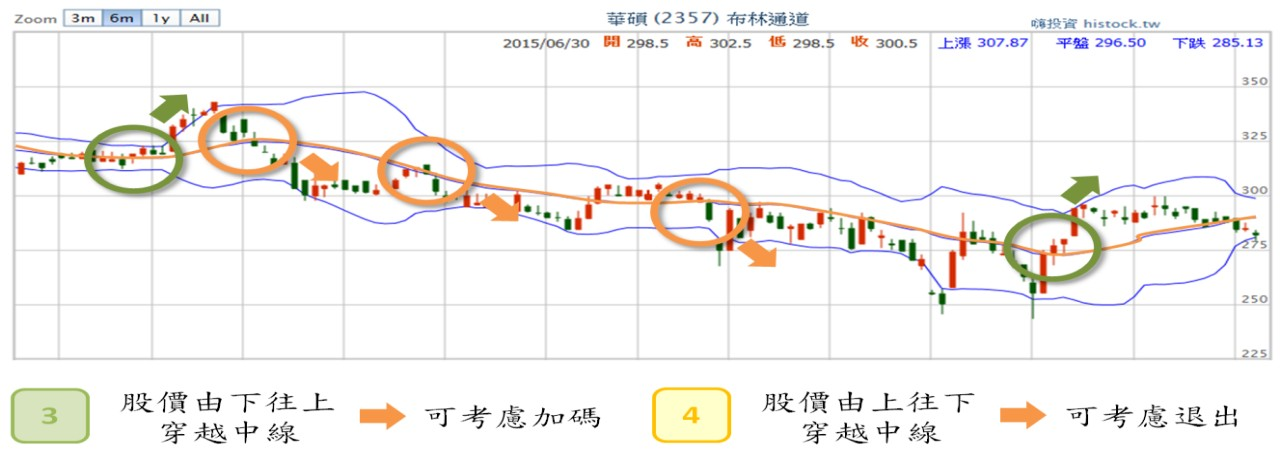 Zoom 3m 6m 1y All
華碩 (2357) 布林通道
嗨投資 histock.tw
2015/06/30 開 298.5 高 302.5 低 298.5 收 300.5 上漲 307.87 平盤 296.50 下跌 285.13
350
325
300
275
250
225
3 股價由下往上穿越中線 可考慮加碼
4 股價由上往下穿越中線 可考慮退出